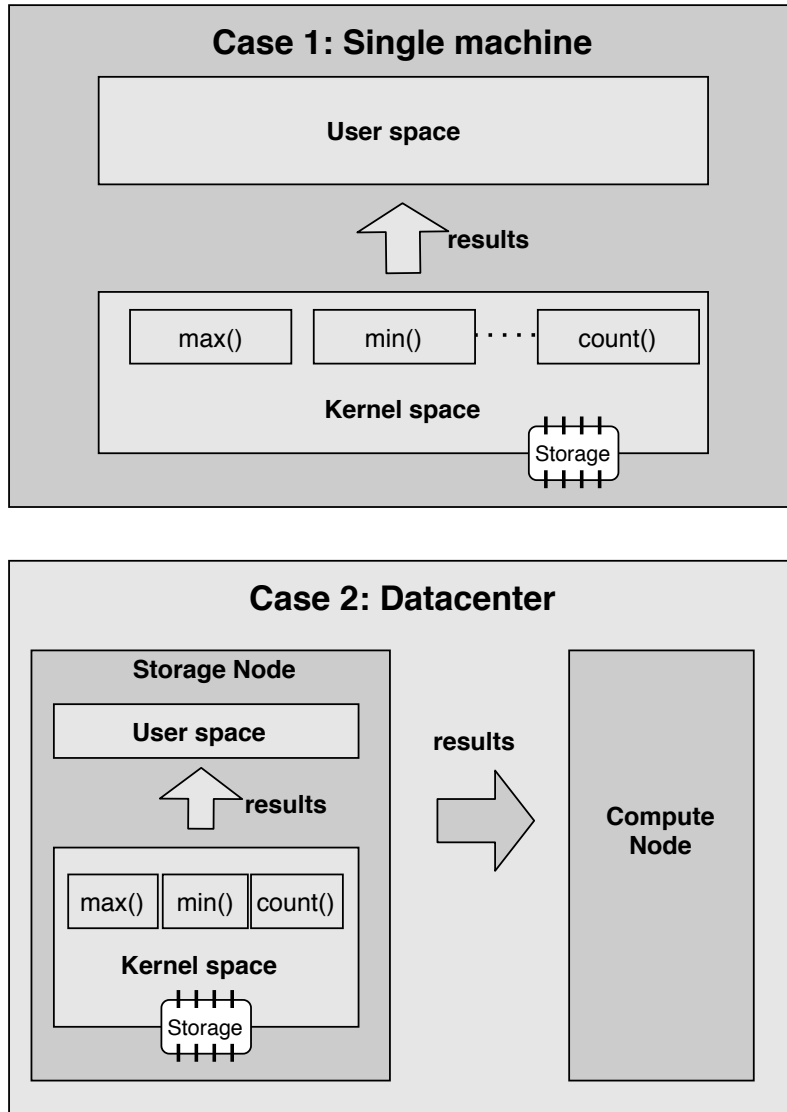 Case 1: Single machine
User space
results
max() min() ..... count()
Kernel space
Storage
Case 2: Datacenter
Storage Node
User space
results
max() min() count()
Kernel space
Storage
results
Compute
Node